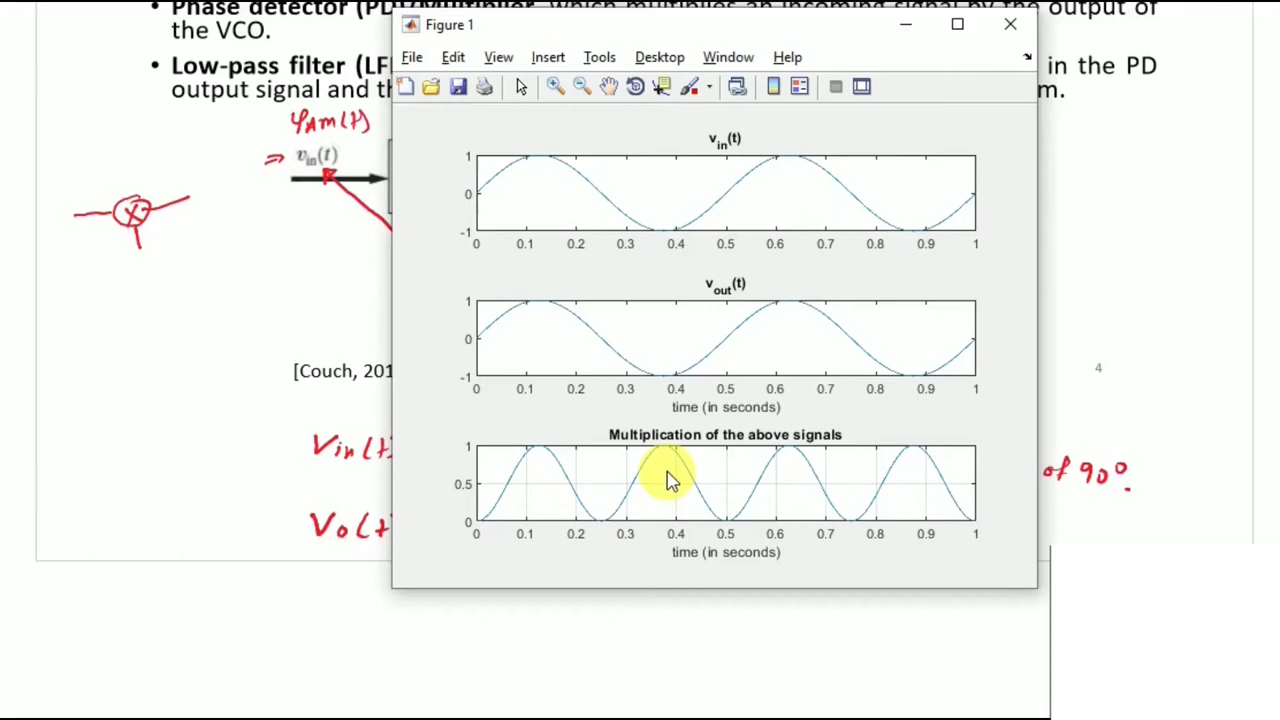 • Phase detector (PD)/Multiplier, which multiplies an incoming signal by the output of
the VCO.
• Low-pass filter (LF in the PD
output signal and th m.
φAm(t)
⇒ vin(t)
X
[Couch, 201
4
Vin(t)
of 90°.
Vo(t)
Figure 1
File Edit View Insert Tools Desktop Window Help
vin(t)
1
0
-1
0 0.1 0.2 0.3 0.4 0.5 0.6 0.7 0.8 0.9 1
vout(t)
1
0
-1
0 0.1 0.2 0.3 0.4 0.5 0.6 0.7 0.8 0.9 1
time (in seconds)
Multiplication of the above signals
1
0.5
0
0 0.1 0.2 0.3 0.4 0.5 0.6 0.7 0.8 0.9 1
time (in seconds)